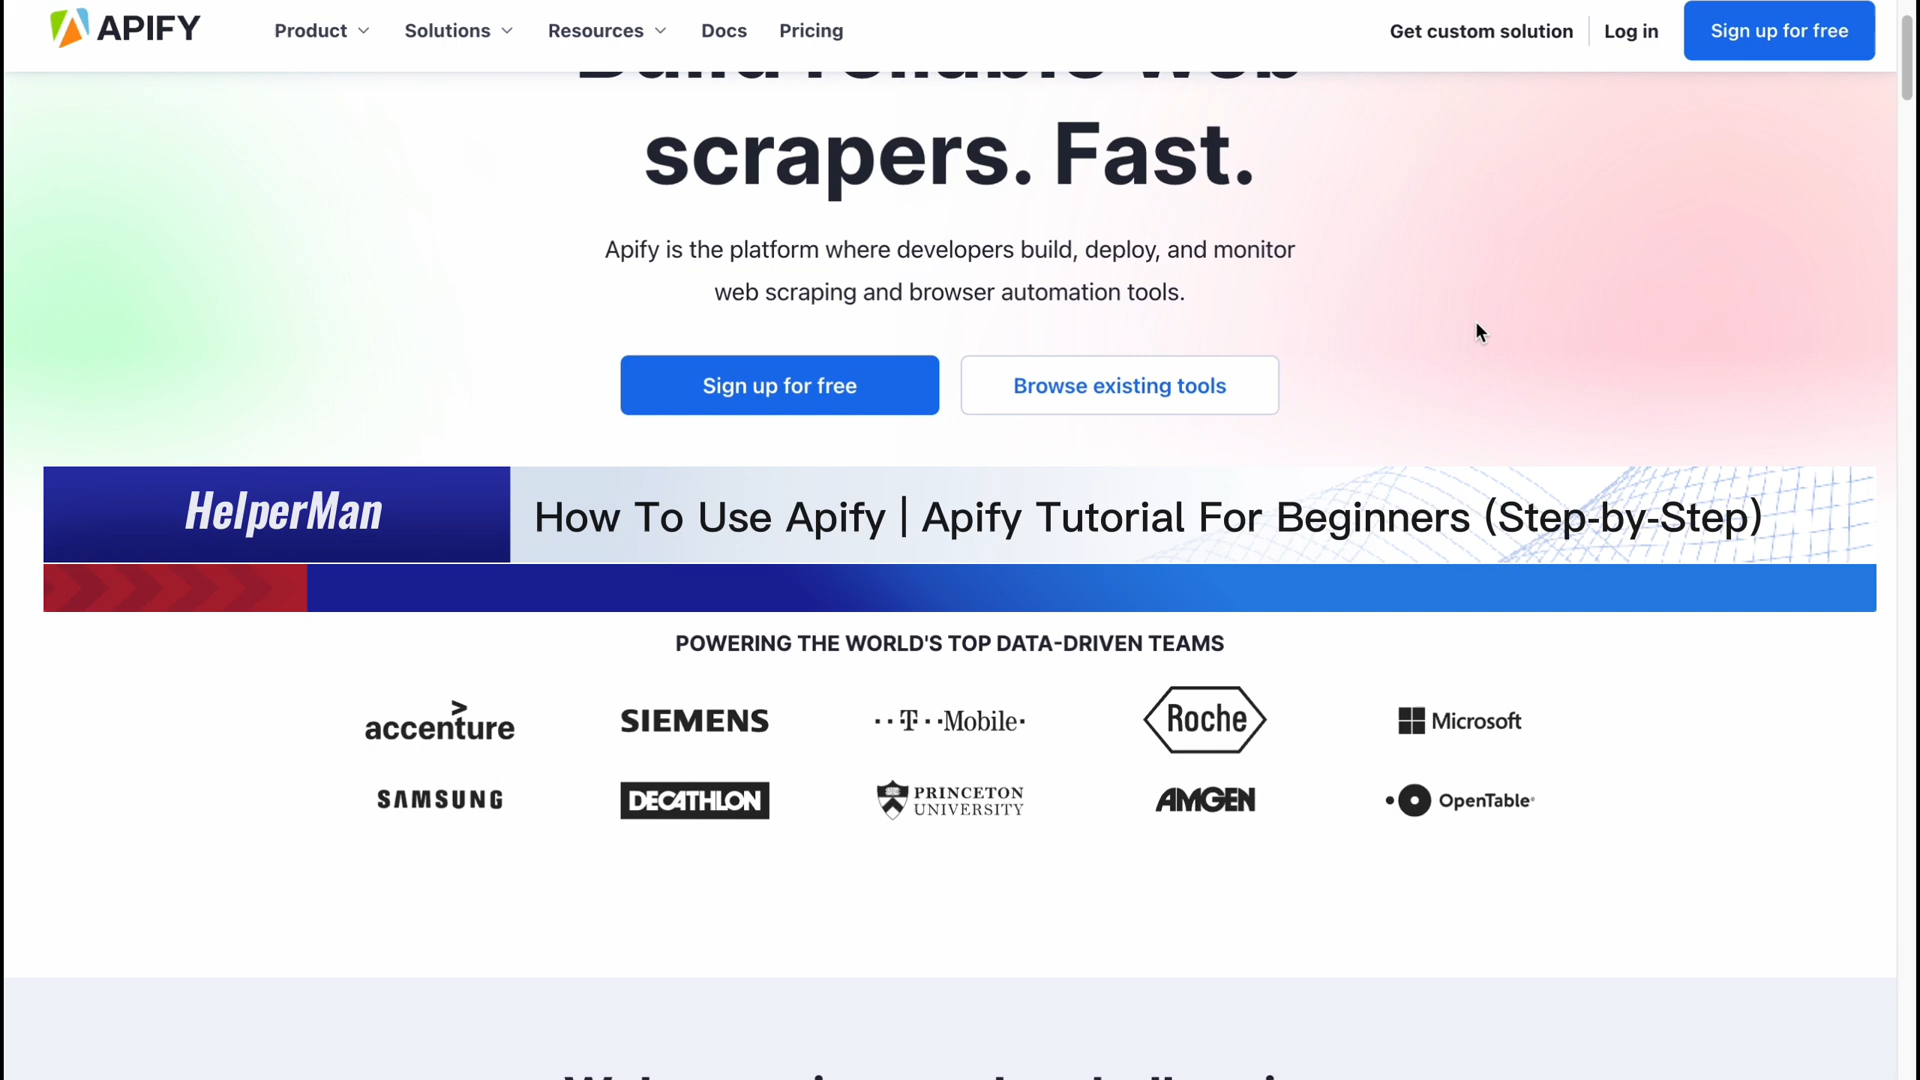 APIFY Product Solutions Resources Docs Pricing Get custom solution Log in Sign up for free
Build reliable web
scrapers. Fast.
Apify is the platform where developers build, deploy, and monitor
web scraping and browser automation tools.
Sign up for free Browse existing tools
HelperMan How To Use Apify | Apify Tutorial For Beginners (Step-by-Step)
POWERING THE WORLD'S TOP DATA-DRIVEN TEAMS
accenture SIEMENS T Mobile Roche Microsoft
SAMSUNG DECATHLON PRINCETON UNIVERSITY AMGEN OpenTable